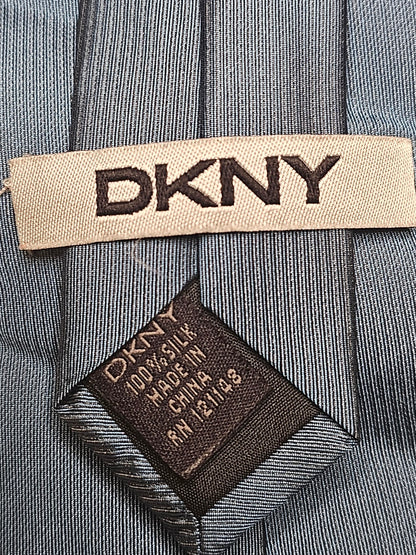 DKNY
DKNY
100% SILK
MADE IN
CHINA
RN 121148